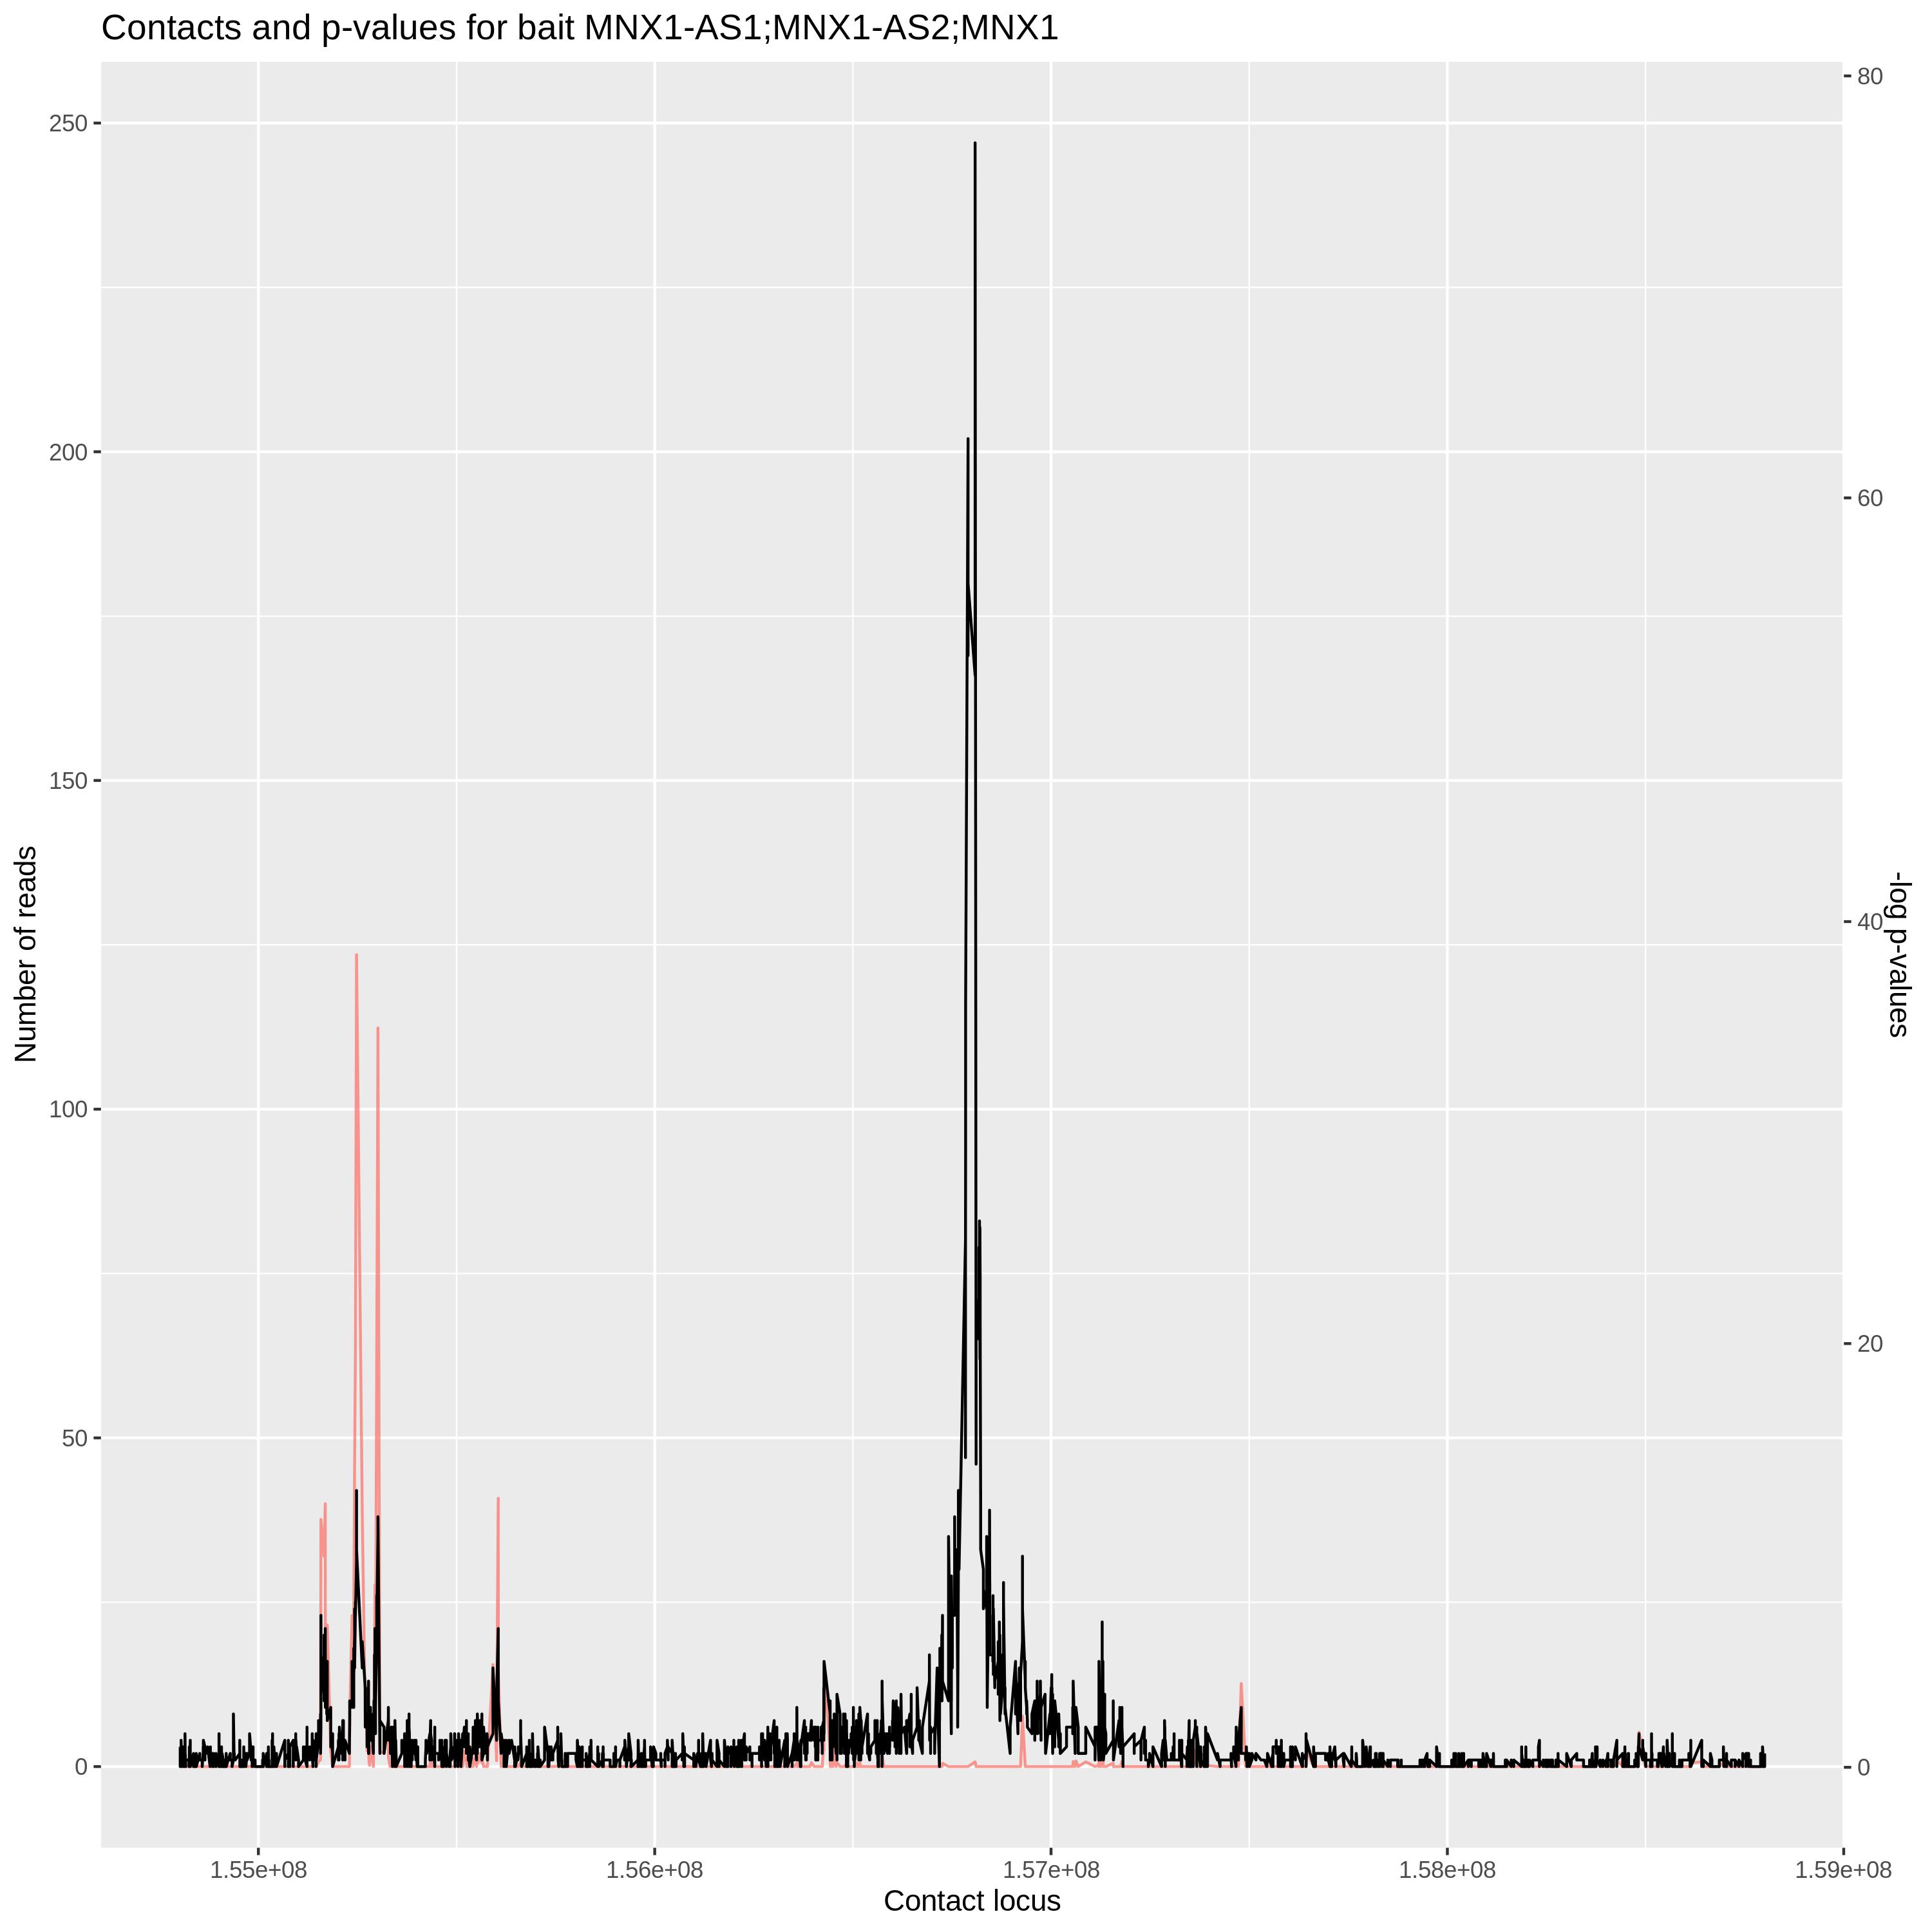 Contacts and p-values for bait MNX1-AS1;MNX1-AS2;MNX1
250
200
150
100
50
0
Number of reads
80
60
40
20
0
-log p-values
1.55e+08
1.56e+08
1.57e+08
1.58e+08
1.59e+08
Contact locus